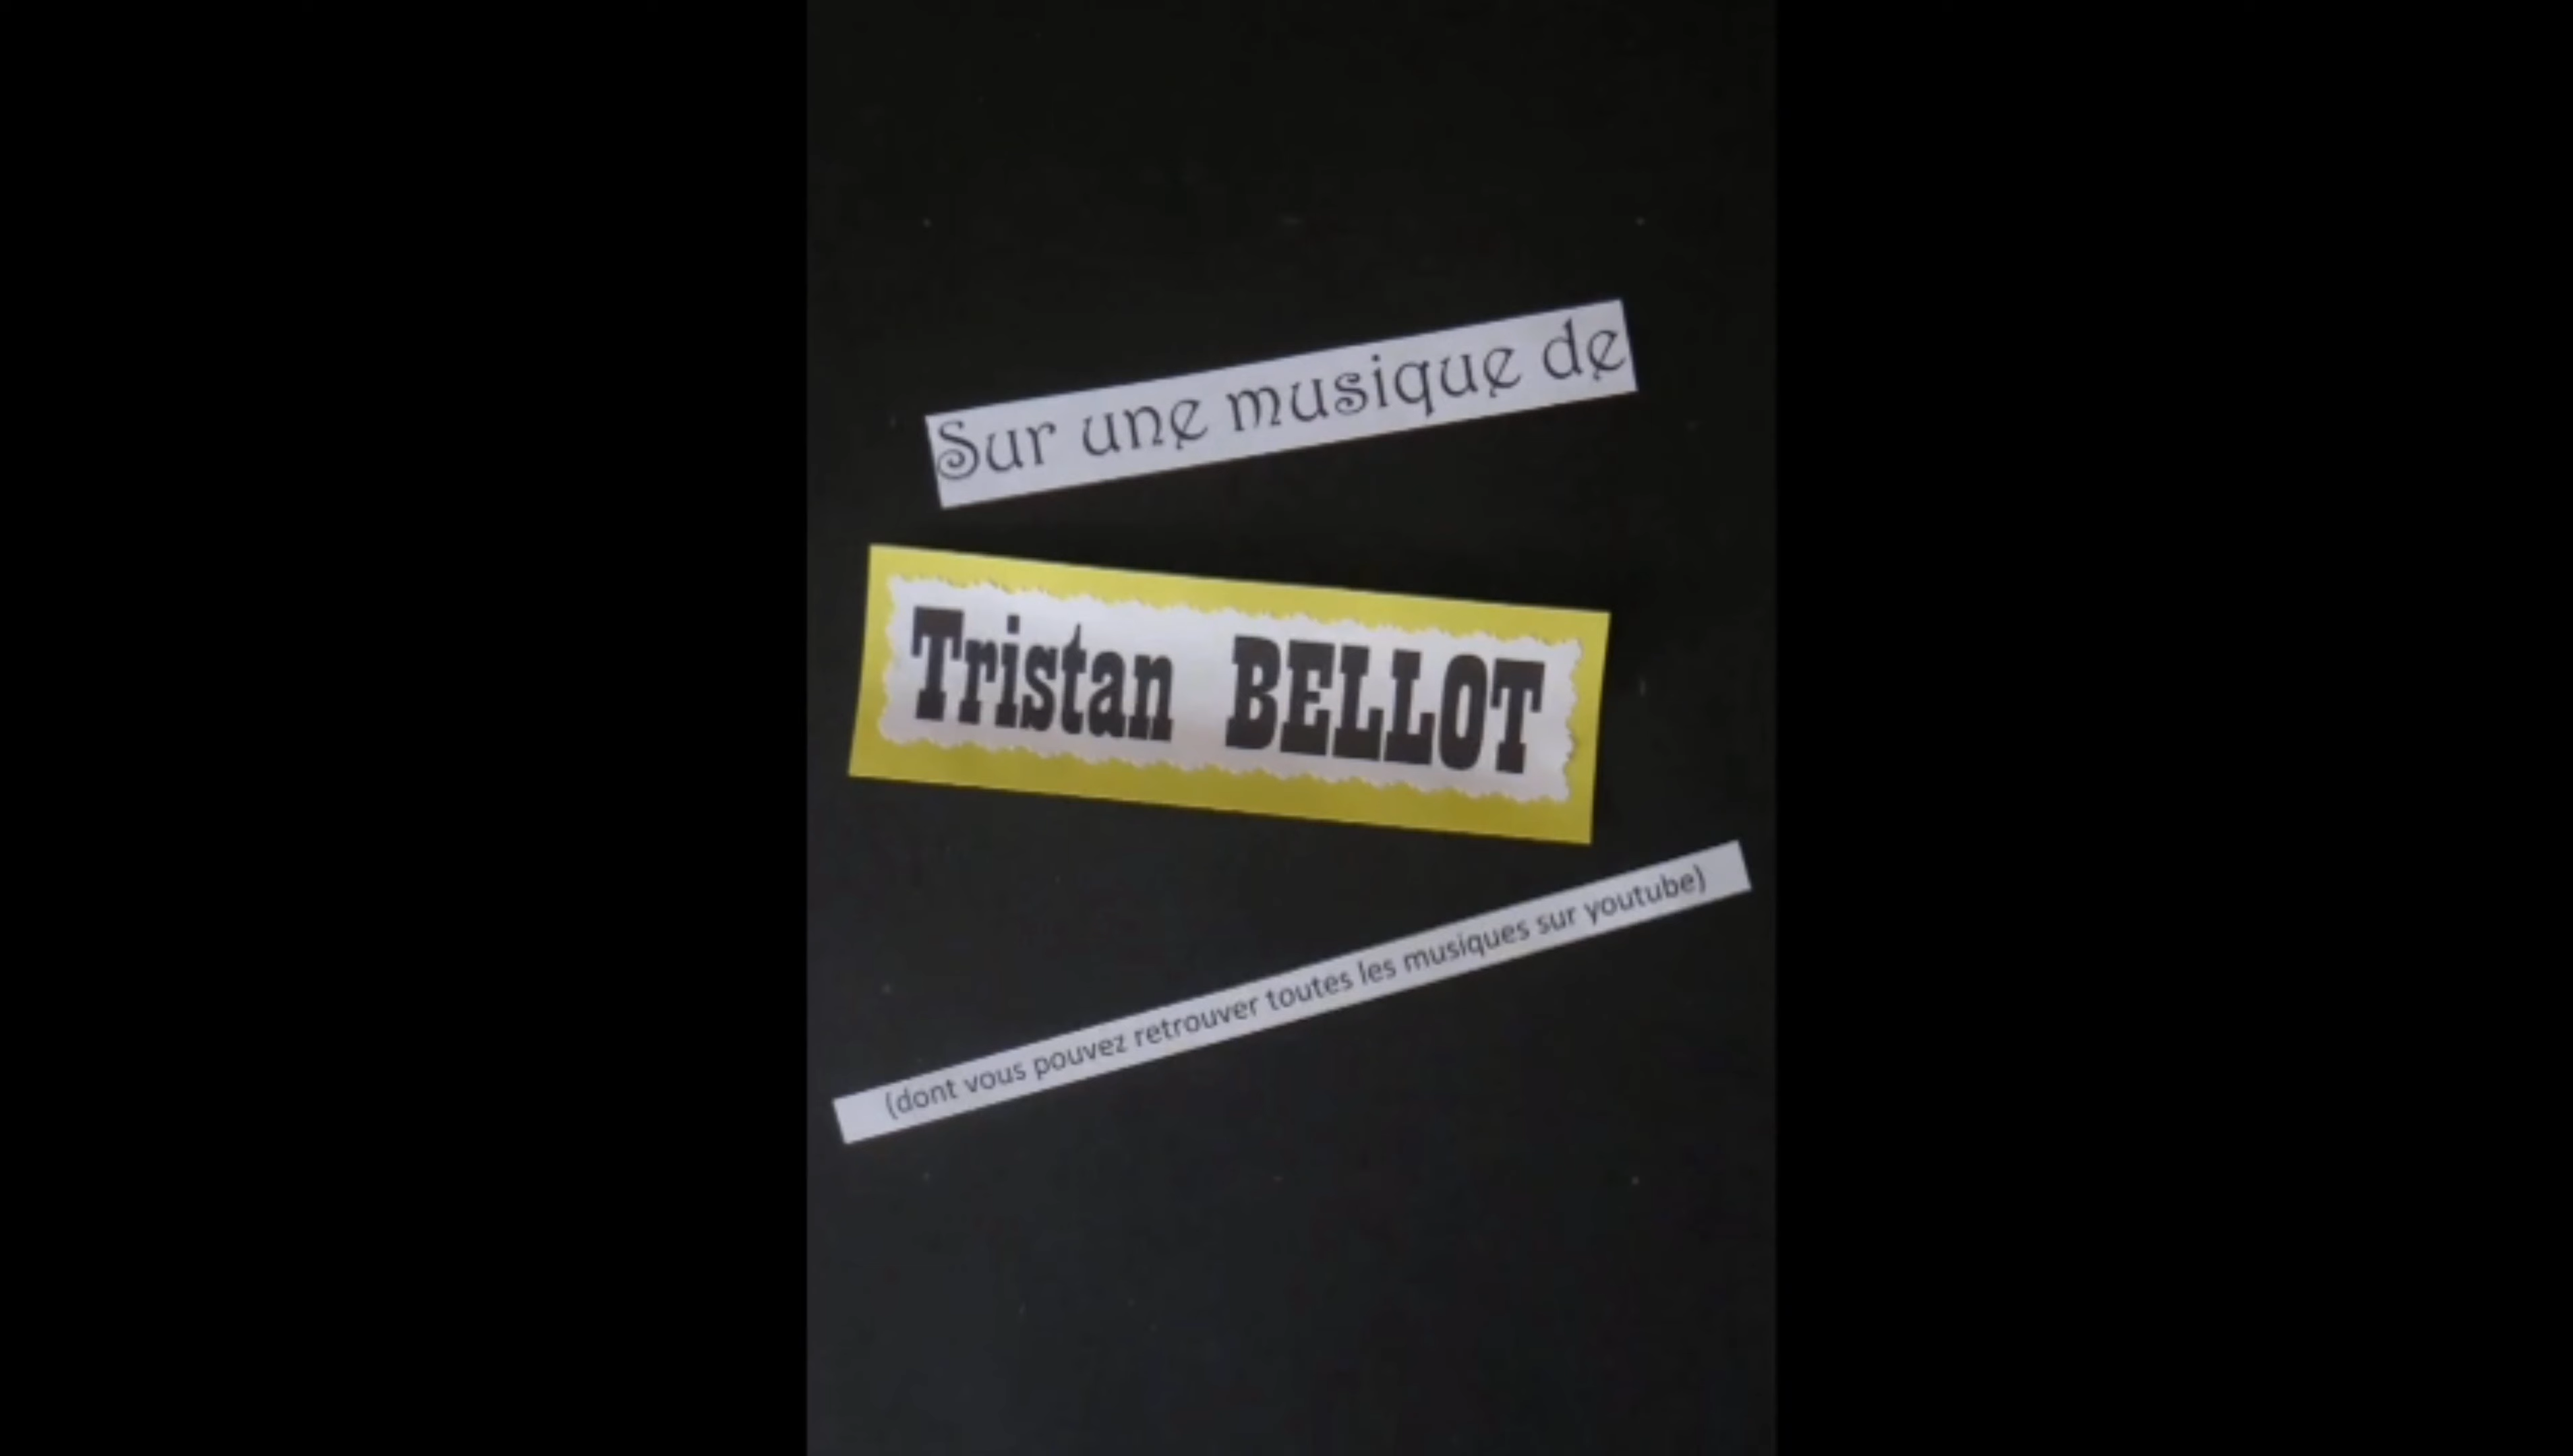 Sur une musique de
Tristan BELLOT
(dont vous pouvez retrouver toutes les musiques sur youtube)